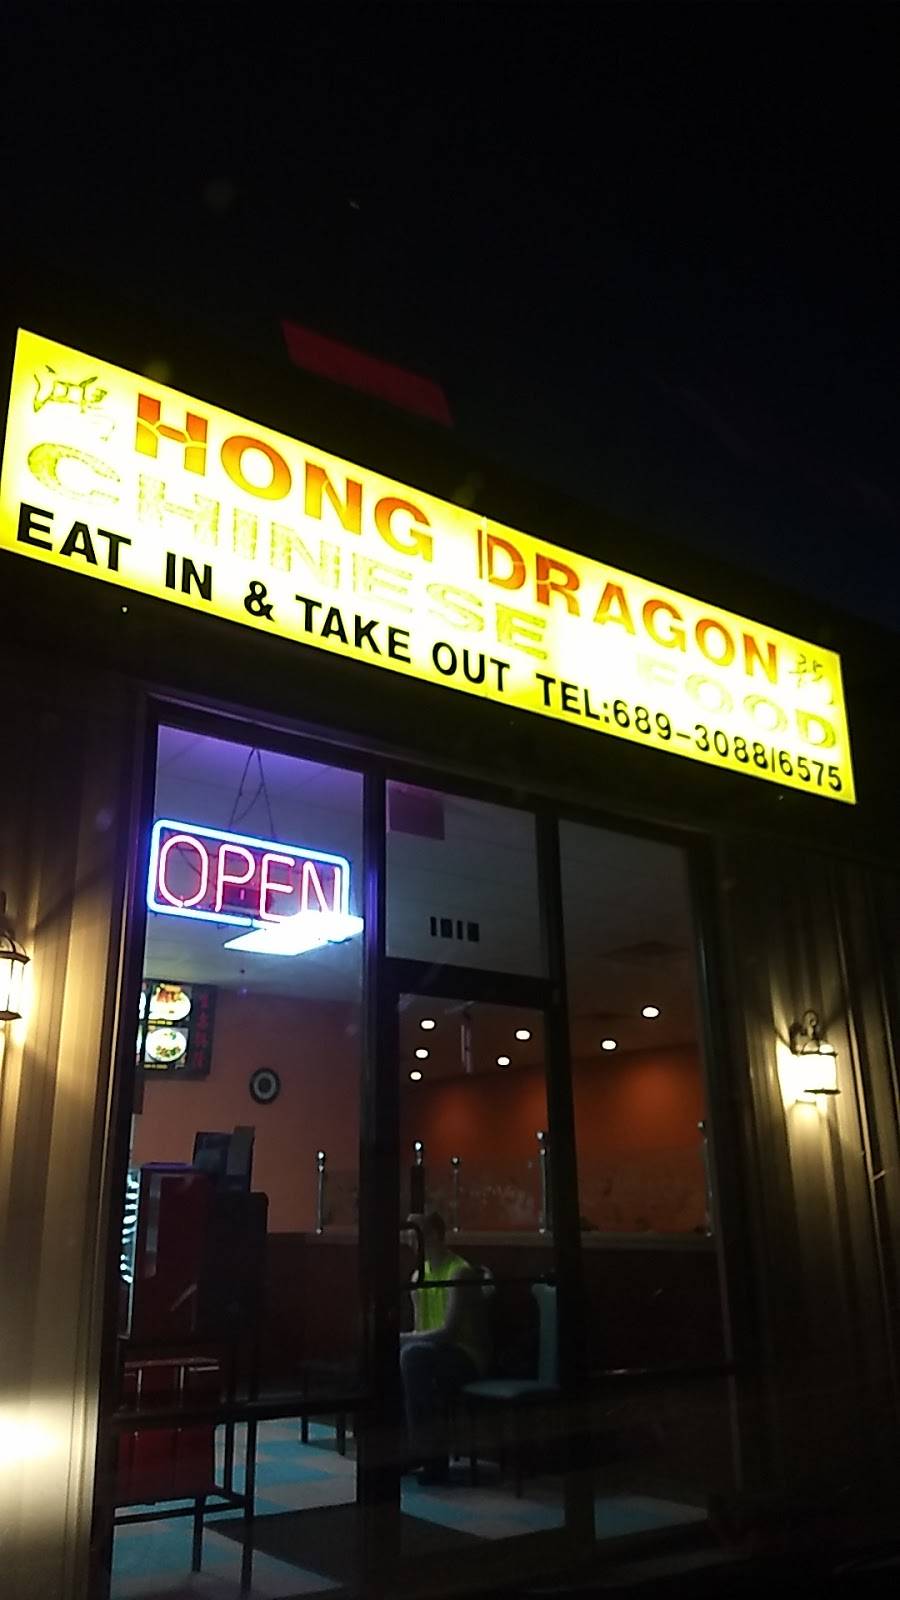 HONG DRAGON
CHINESE FOOD
EAT IN & TAKE OUT TEL:689-3088/6575
OPEN